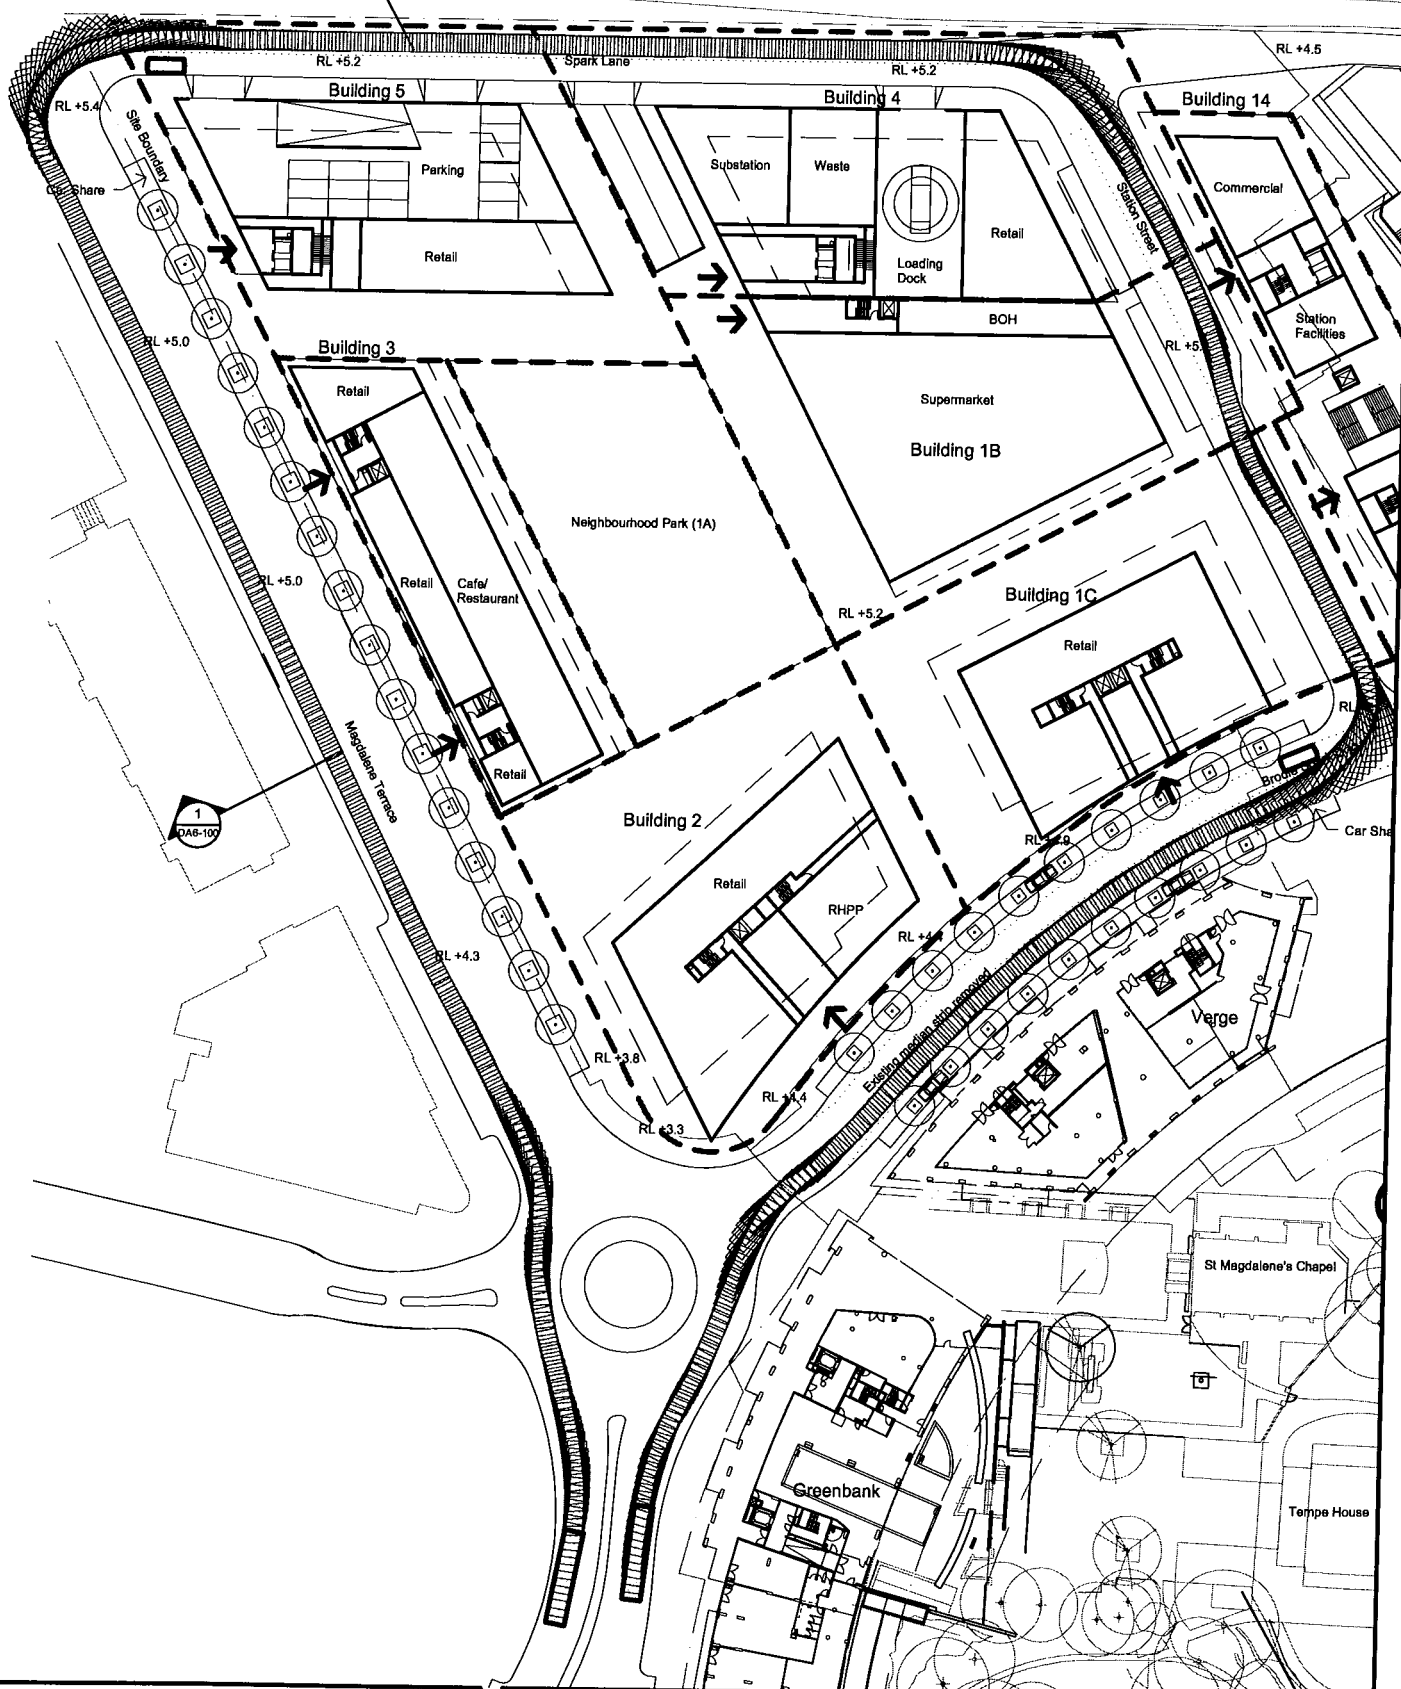 RL +4.5
RL +5.2
Spark Lane
RL +5.2
Building 5
Building 4
Building 14
RL +5.4
Site Boundary
Parking
Substation
Waste
Commercial
Share
Station Street
Retail
Retail
Loading
Dock
BOH
Station
Facilities
RL +5.0
Building 3
Retail
Supermarket
Building 1B
Neighbourhood Park (1A)
RL +5.0
Retail
Cafe/
Restaurant
Building 1C
RL +5.2
Retail
Magdalene Terrace
Retail
1
DA6-100
Building 2
Retail
RHPP
Car Sha
RL +4.3
RL +4.4
Existing median strip removed
Verge
RL +3.8
RL +4.4
RL +3.3
St Magdalene's Chapel
Greenbank
Tempe House